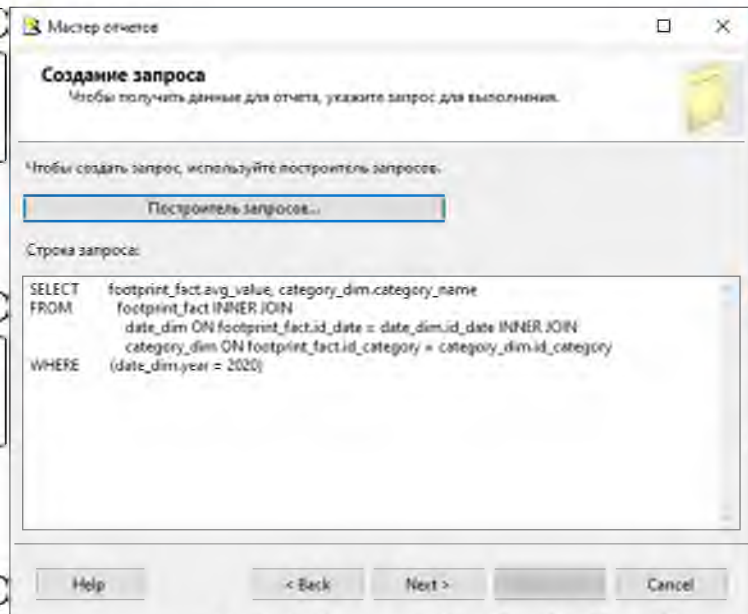 Мастер отчетов
Создание запроса
Чтобы получить данные для отчета, укажите запрос для выполнения.
Чтобы создать запрос, используйте построитель запросов.
Построитель запросов...
Строка запроса:
SELECT footprint_fact.avg_value, category_dim.category_name
FROM footprint_fact INNER JOIN
date_dim ON footprint_fact.id_date = date_dim.id_date INNER JOIN
category_dim ON footprint_fact.id_category = category_dim.id_category
WHERE (date_dim.year = 2020)
Help < Back Next > Cancel